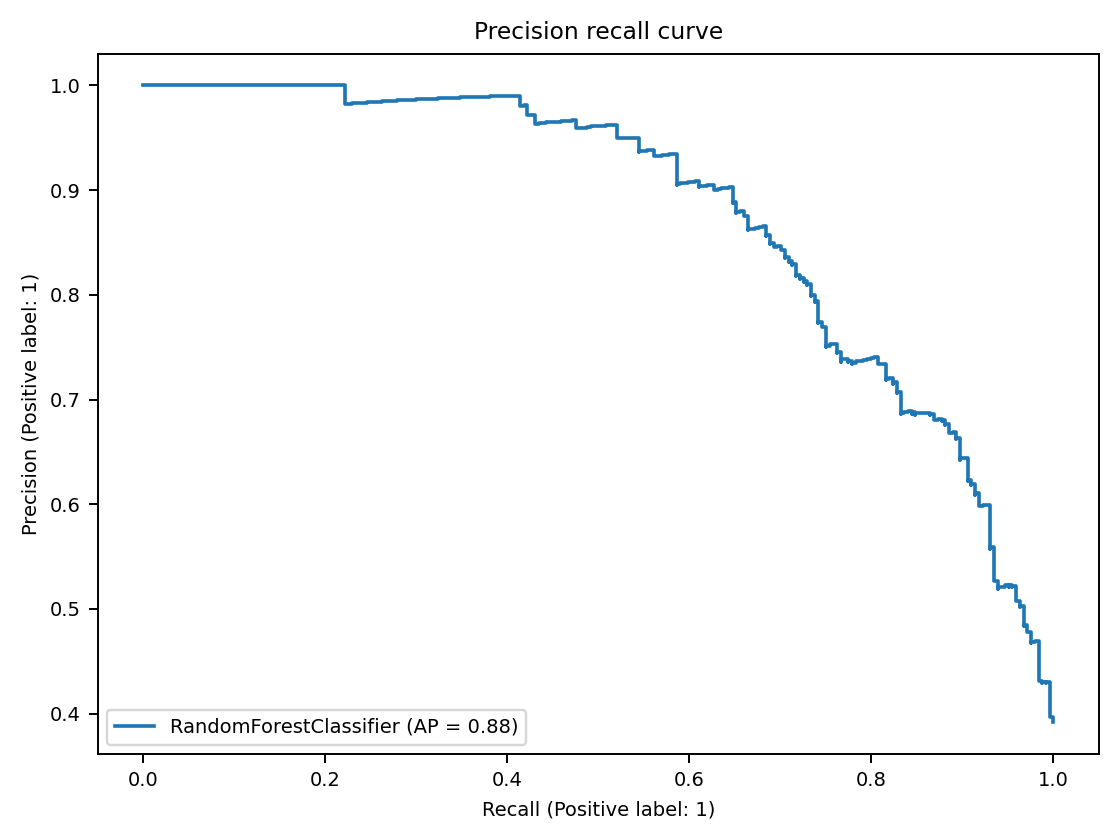 Precision recall curve
1.0
0.9
0.8
0.7
0.6
0.5
0.4
Precision (Positive label: 1)
RandomForestClassifier (AP = 0.88)
0.0 0.2 0.4 0.6 0.8 1.0
Recall (Positive label: 1)